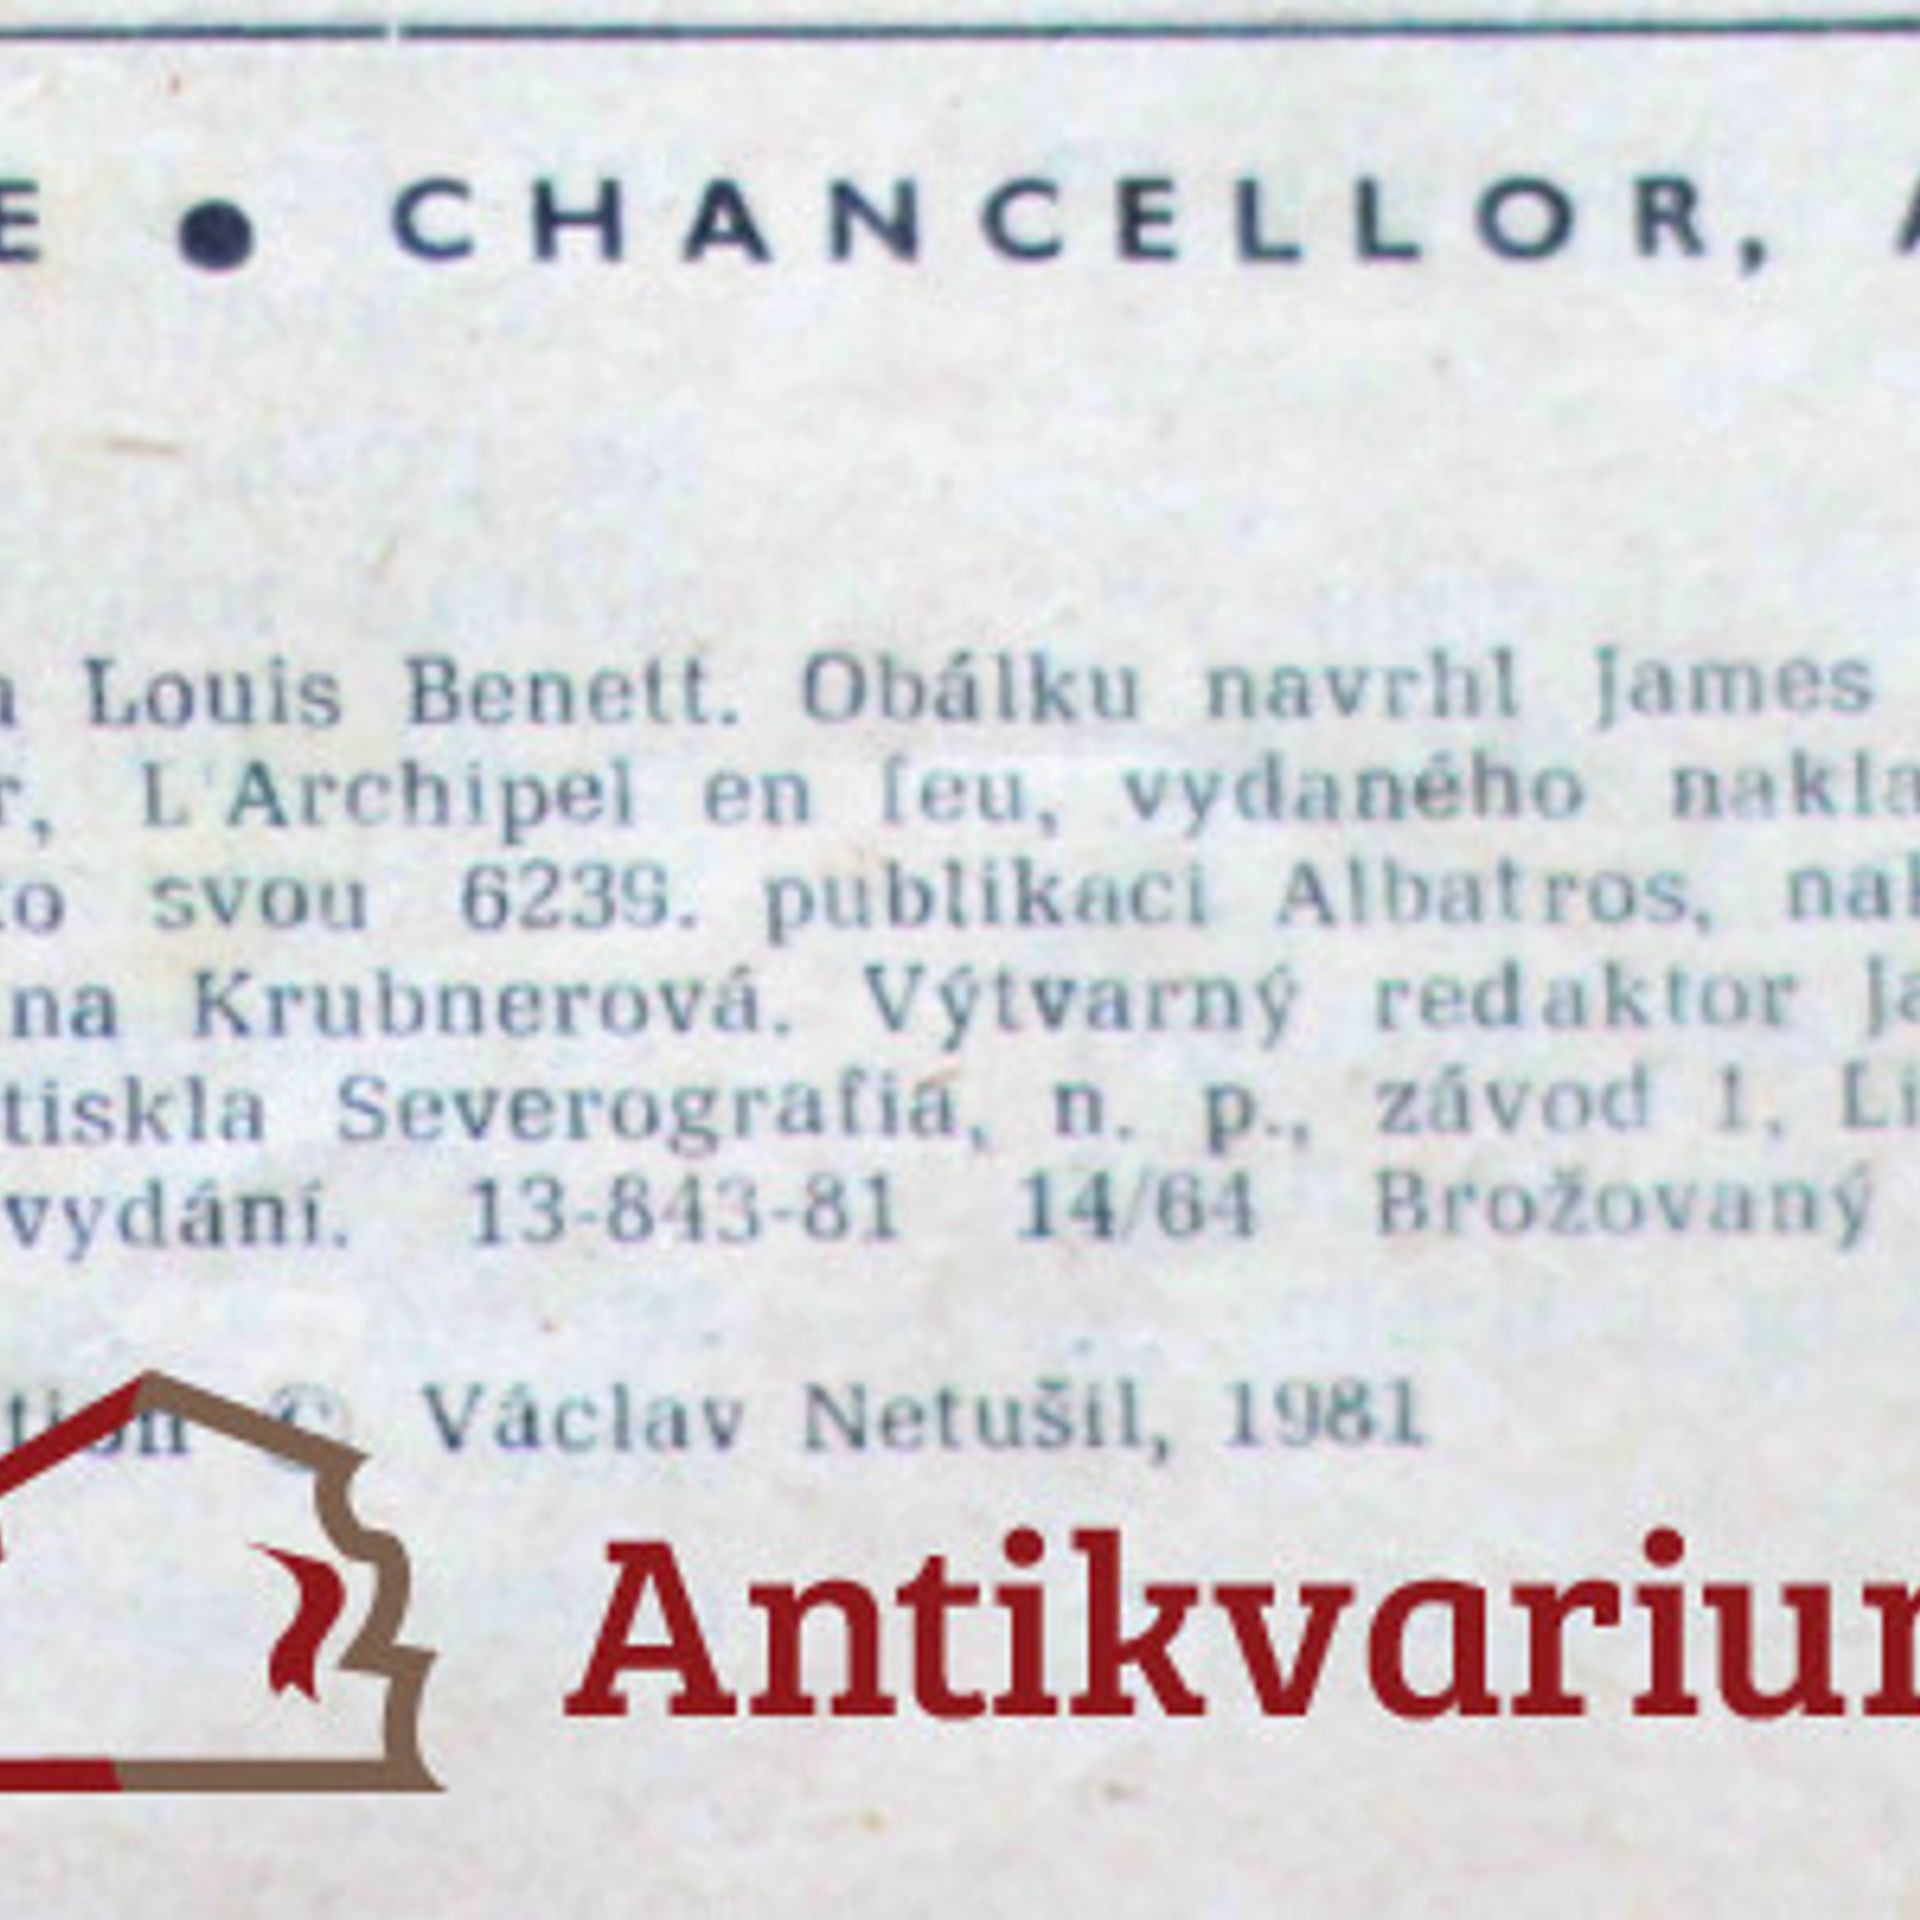 E ● CHANCELLOR, A
a Louis Benett. Obálku navrhl James
r, L'Archipel en feu, vydaného nakla
ko svou 6239. publikaci Albatros, nak
na Krubnerová. Výtvarný redaktor Ja
tiskla Severografia, n. p., závod 1, Li
vydání. 13-843-81 14/64 Brožovaný
tion © Václav Netušil, 1981
Antikvarium